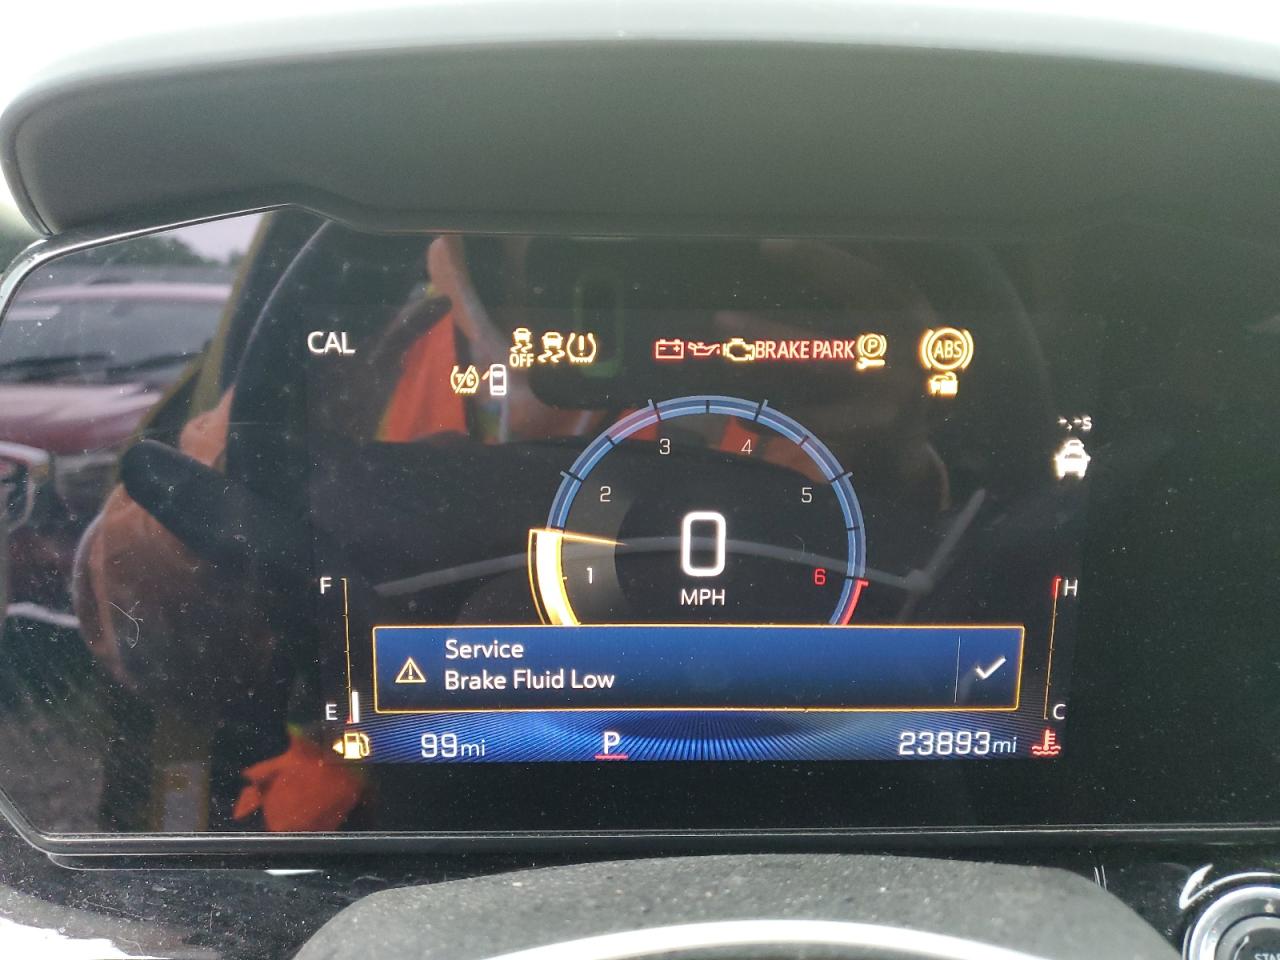 CAL
OFF
BRAKE PARK
P
ABS
T/C
P
-.-s
3 4
2 5
0
1 6
MPH
F H
Service
Brake Fluid Low
E C
99mi P 23893mi
STA